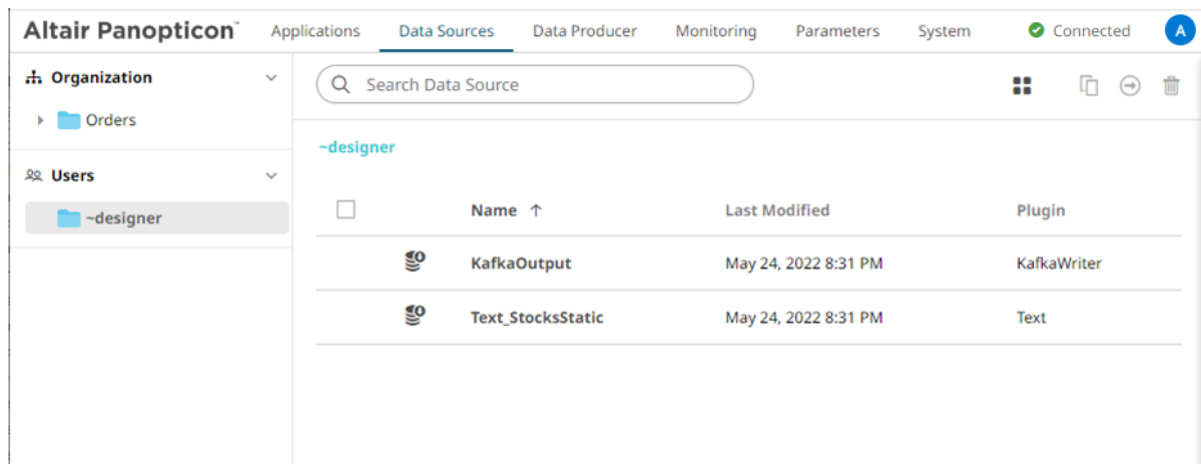 Altair Panopticon™ Applications Data Sources Data Producer Monitoring Parameters System Connected A
Organization
Orders
Users
~designer
Search Data Source
~designer
Name ↑ Last Modified Plugin
KafkaOutput May 24, 2022 8:31 PM KafkaWriter
Text_StocksStatic May 24, 2022 8:31 PM Text